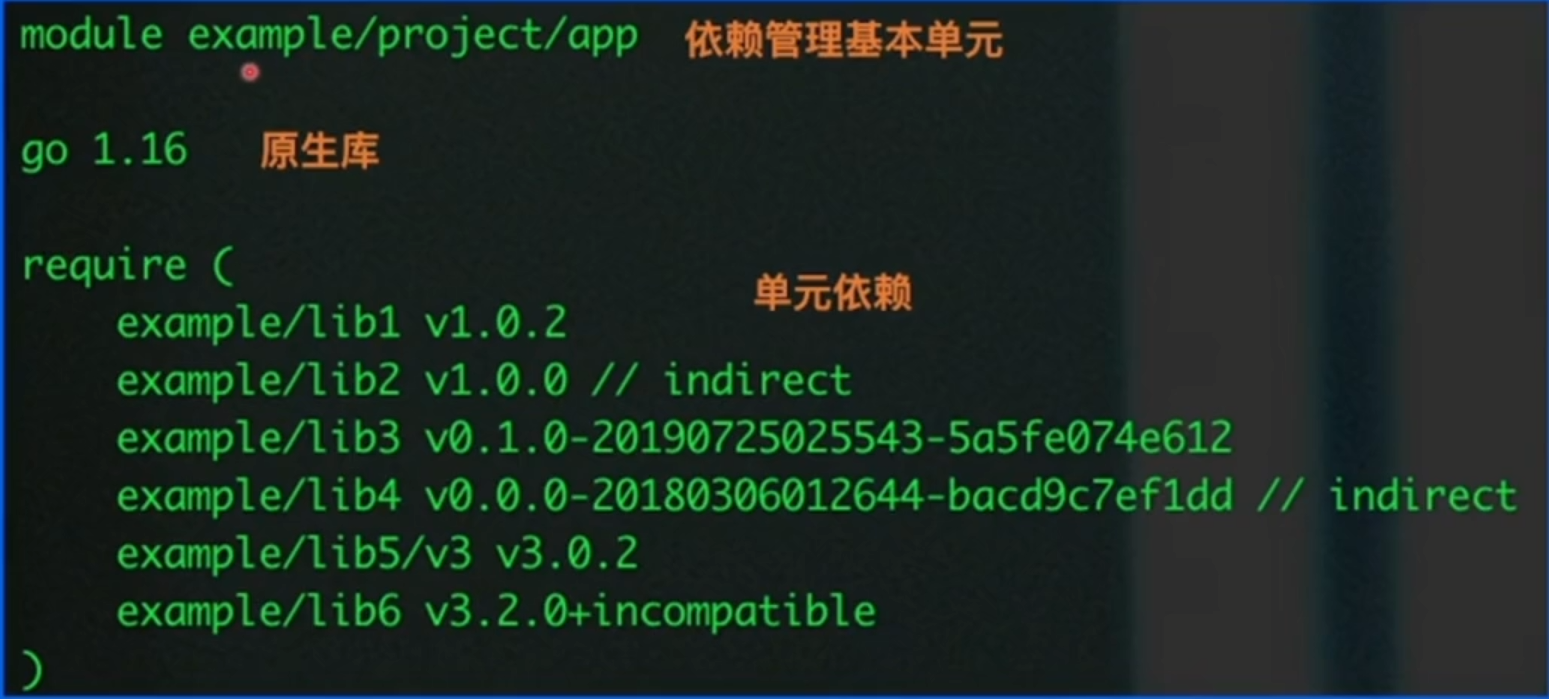 module example/project/app 依赖管理基本单元
go 1.16 原生库
require (
单元依赖
example/lib1 v1.0.2
example/lib2 v1.0.0 // indirect
example/lib3 v0.1.0-20190725025543-5a5fe074e612
example/lib4 v0.0.0-20180306012644-bacd9c7ef1dd // indirect
example/lib5/v3 v3.0.2
example/lib6 v3.2.0+incompatible
)